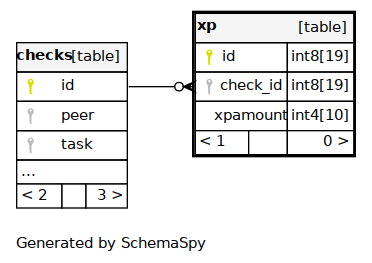 checks [table]
id
peer
task
...
< 2 3 >
xp [table]
id int8[19]
check_id int8[19]
xpamount int4[10]
< 1 0 >
Generated by SchemaSpy